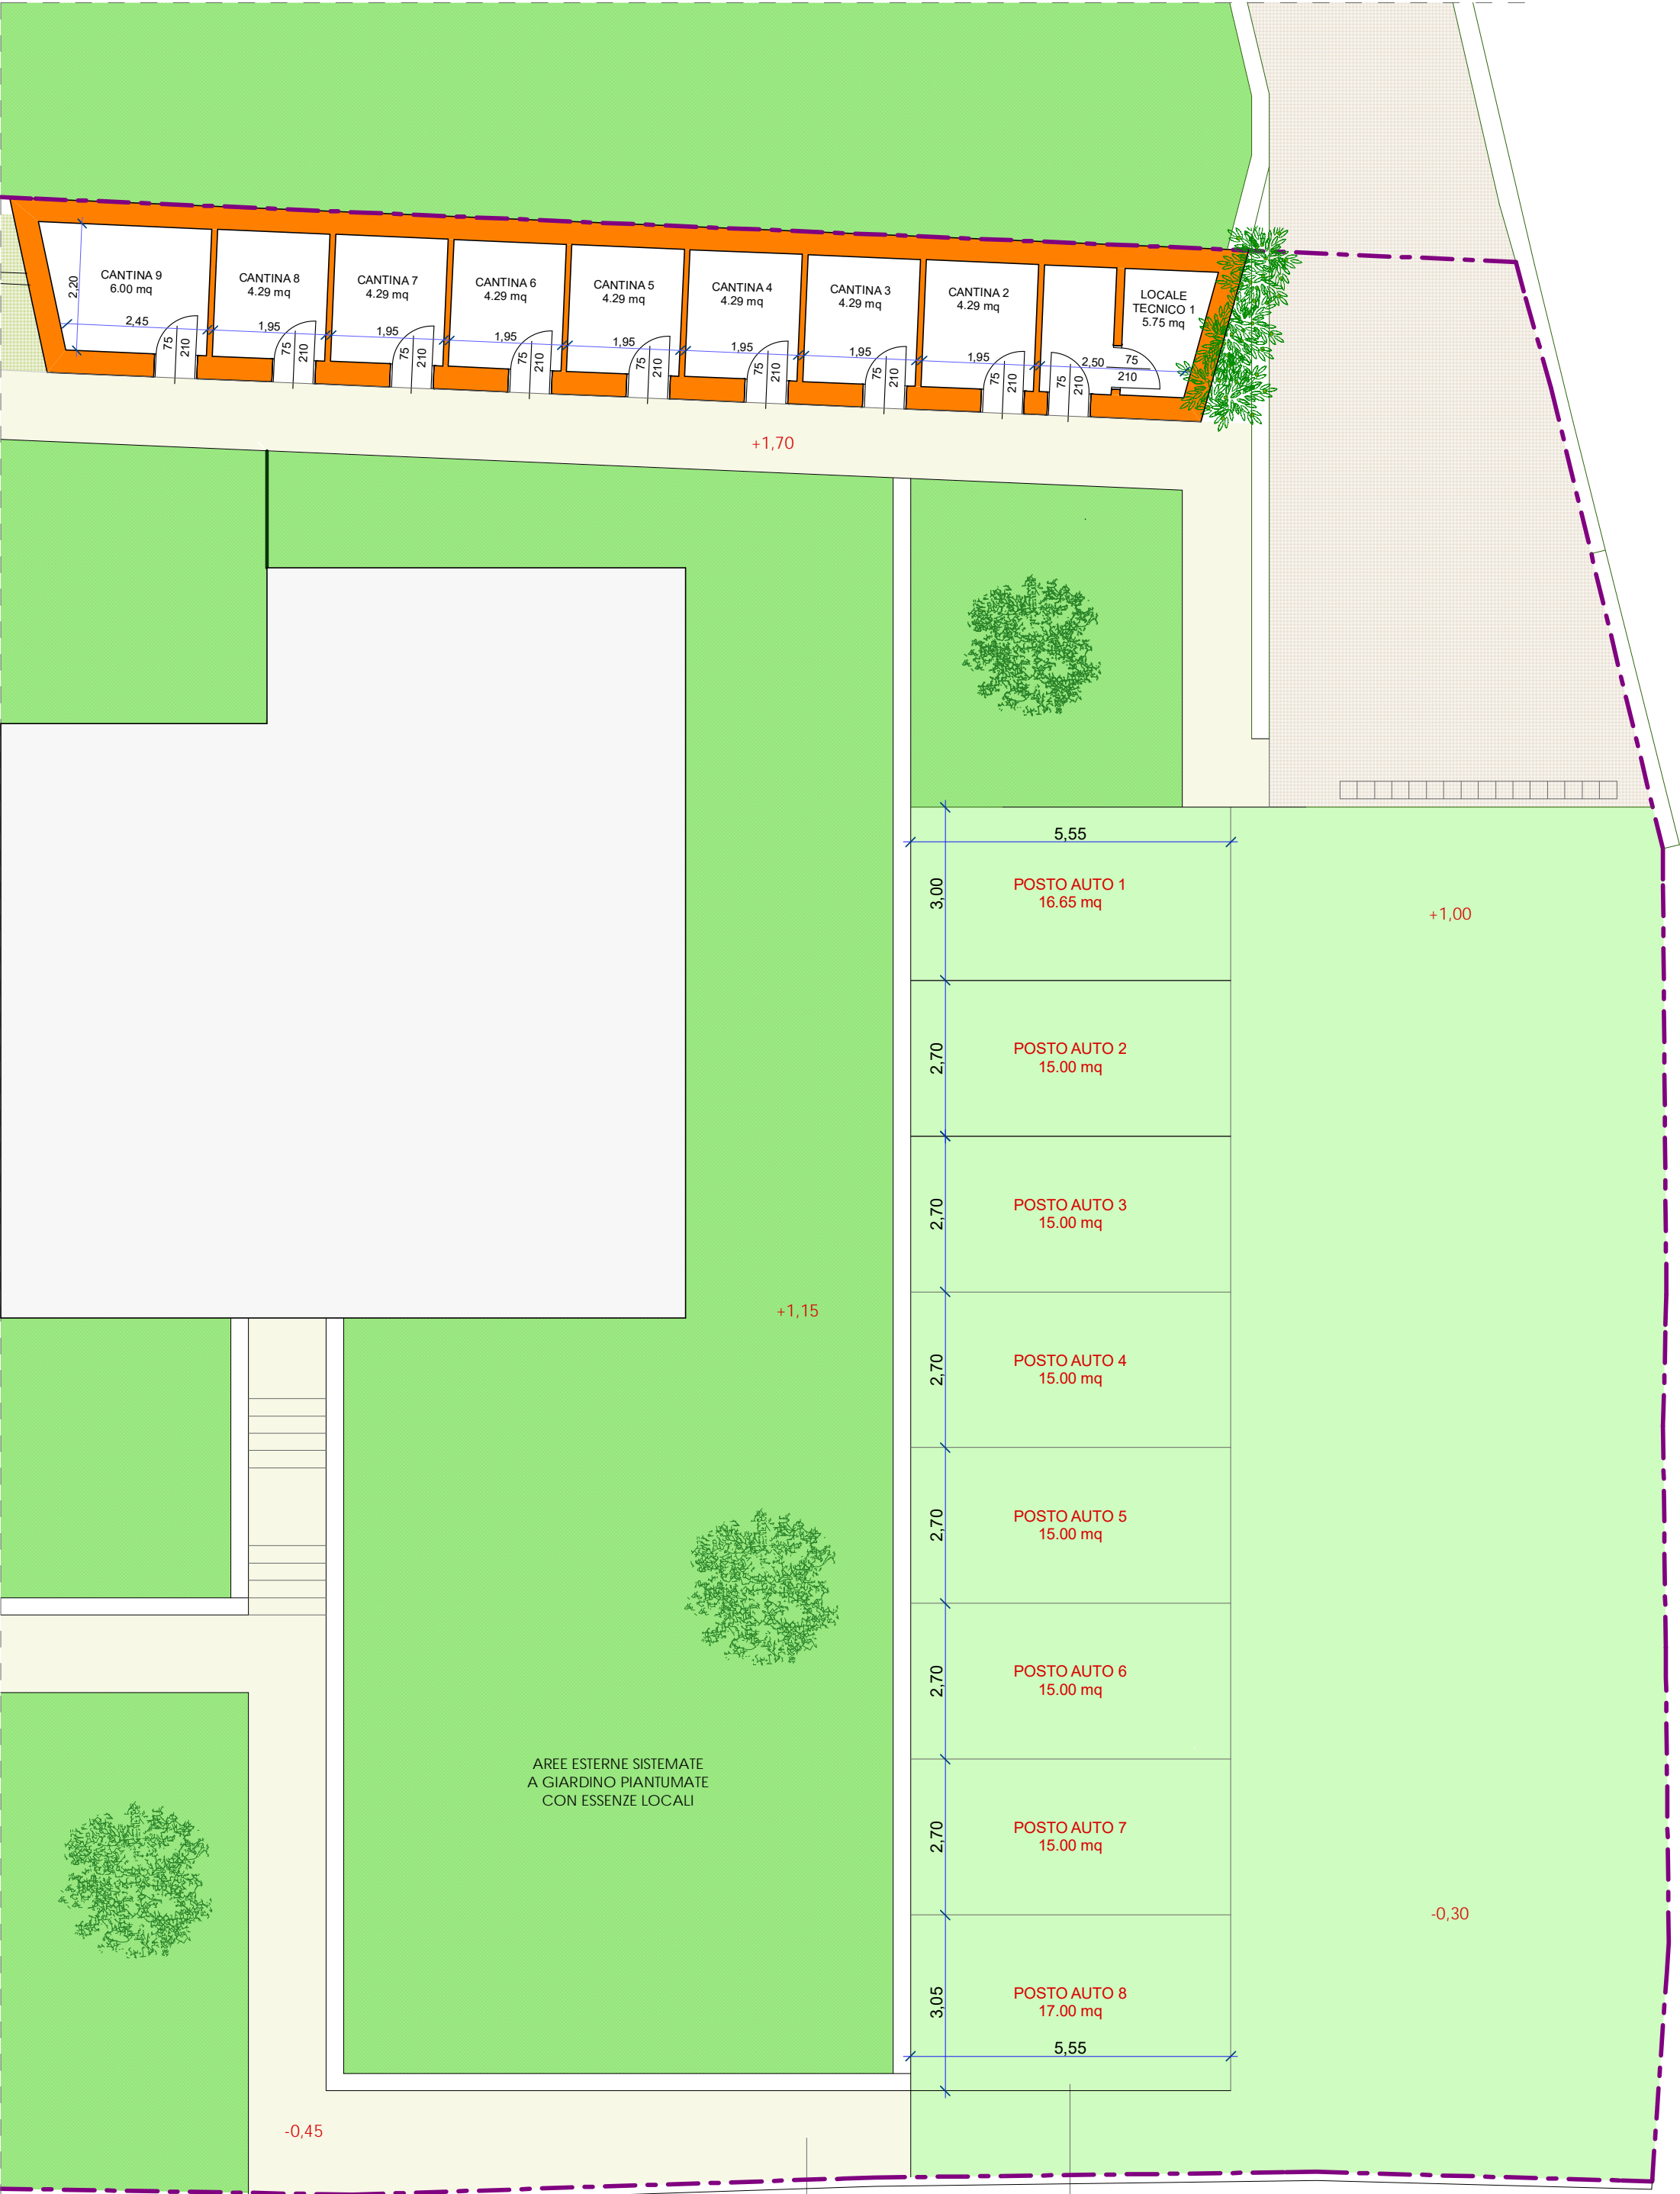 CANTINA 9
6.00 mq
CANTINA 8
4.29 mq
CANTINA 7
4.29 mq
CANTINA 6
4.29 mq
CANTINA 5
4.29 mq
CANTINA 4
4.29 mq
CANTINA 3
4.29 mq
CANTINA 2
4.29 mq
LOCALE
TECNICO 1
5.75 mq
2,20
2,45
1,95
1,95
1,95
1,95
1,95
1,95
1,95
2,50
75
210
75
210
75
210
75
210
75
210
75
210
75
210
75
210
75
210
75
210
+1,70
5,55
3,00
POSTO AUTO 1
16.65 mq
+1,00
2,70
POSTO AUTO 2
15.00 mq
2,70
POSTO AUTO 3
15.00 mq
+1,15
2,70
POSTO AUTO 4
15.00 mq
2,70
POSTO AUTO 5
15.00 mq
2,70
POSTO AUTO 6
15.00 mq
AREE ESTERNE SISTEMATE
A GIARDINO PIANTUMATE
CON ESSENZE LOCALI
2,70
POSTO AUTO 7
15.00 mq
-0,30
3,05
POSTO AUTO 8
17.00 mq
5,55
-0,45